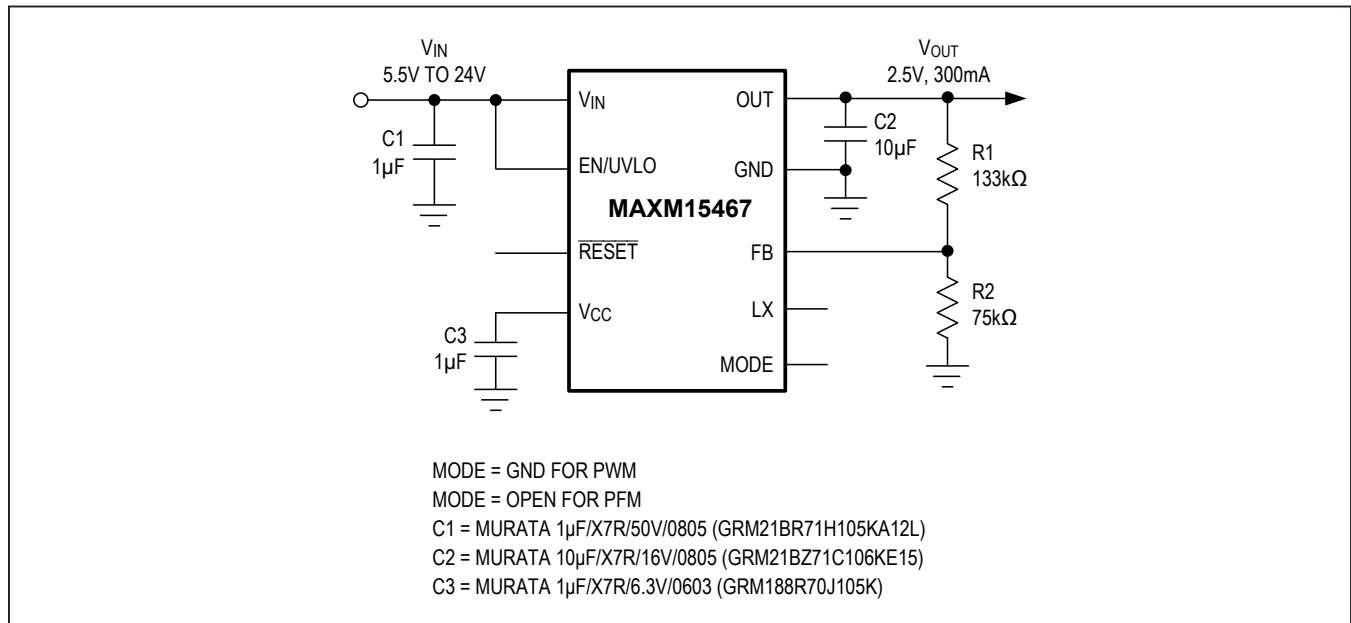 VIN
5.5V TO 24V
VOUT
2.5V, 300mA
VIN
OUT
C1
1µF
C2
10µF
R1
133kΩ
EN/UVLO
GND
MAXM15467
RESET
FB
R2
75kΩ
VCC
LX
C3
1µF
MODE
MODE = GND FOR PWM
MODE = OPEN FOR PFM
C1 = MURATA 1µF/X7R/50V/0805 (GRM21BR71H105KA12L)
C2 = MURATA 10µF/X7R/16V/0805 (GRM21BZ71C106KE15)
C3 = MURATA 1µF/X7R/6.3V/0603 (GRM188R70J105K)